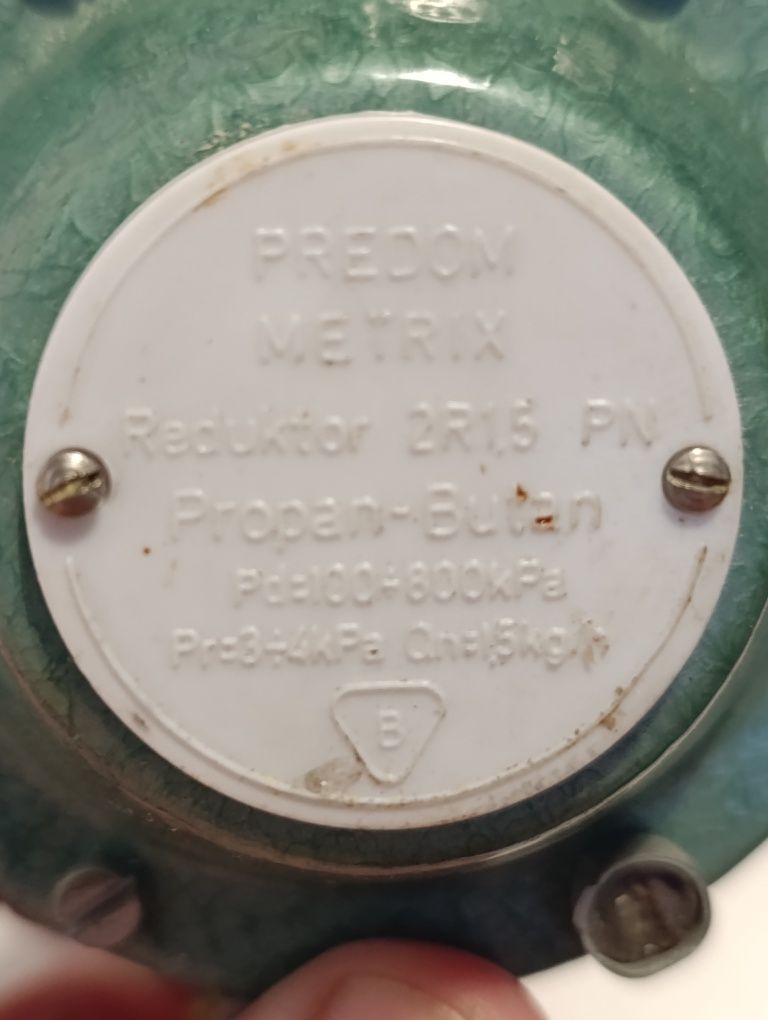 PREDOM
METRIX
Reduktor 2R1,5 PN
Propan-Butan
Pd=100÷800kPa
Pr=3÷4kPa Qn=1,5kg/h
B